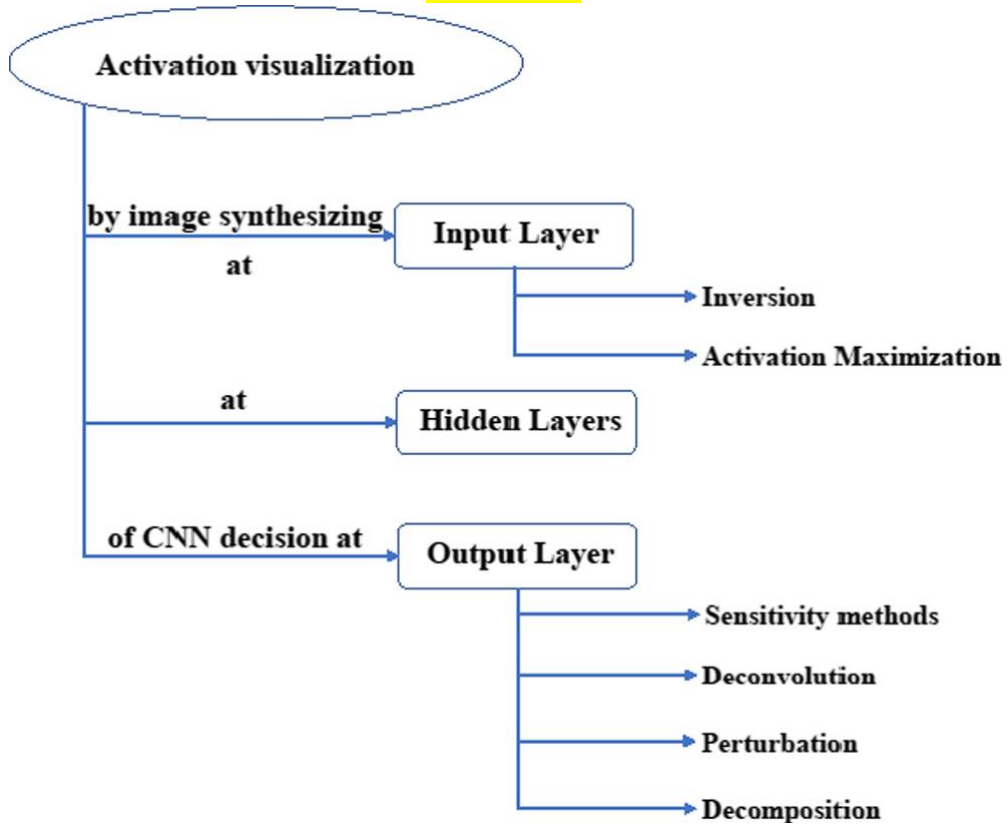 Activation visualization
by image synthesizing
at
Input Layer
Inversion
Activation Maximization
at
Hidden Layers
of CNN decision at
Output Layer
Sensitivity methods
Deconvolution
Perturbation
Decomposition